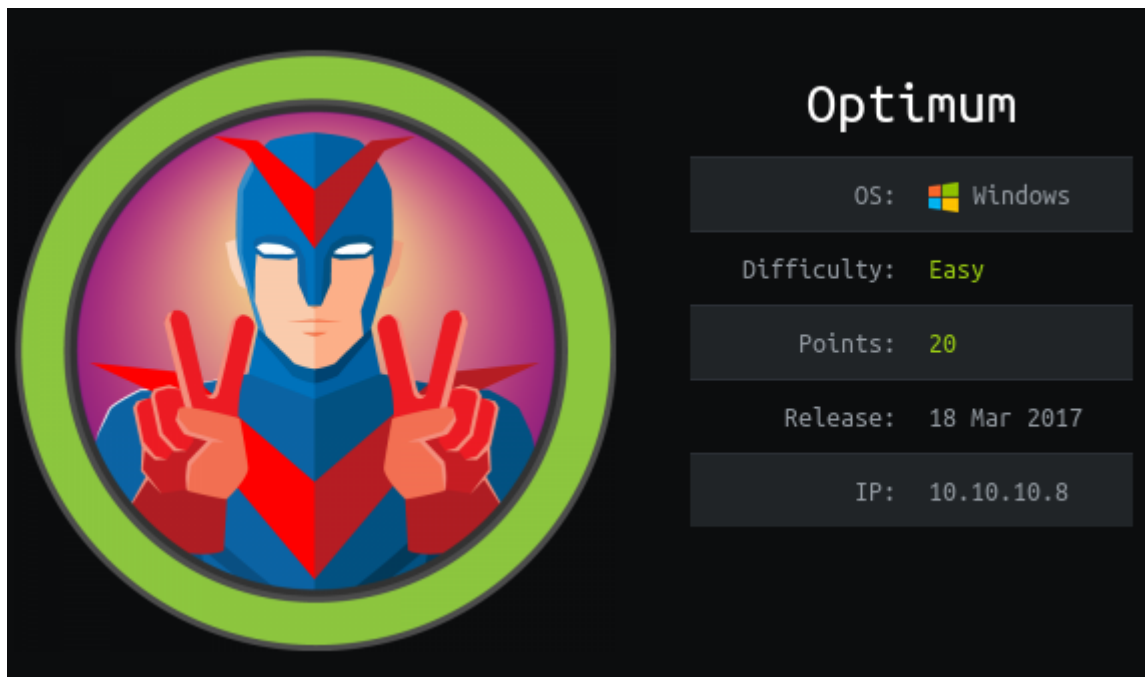 Optimum
OS: Windows
Difficulty: Easy
Points: 20
Release: 18 Mar 2017
IP: 10.10.10.8